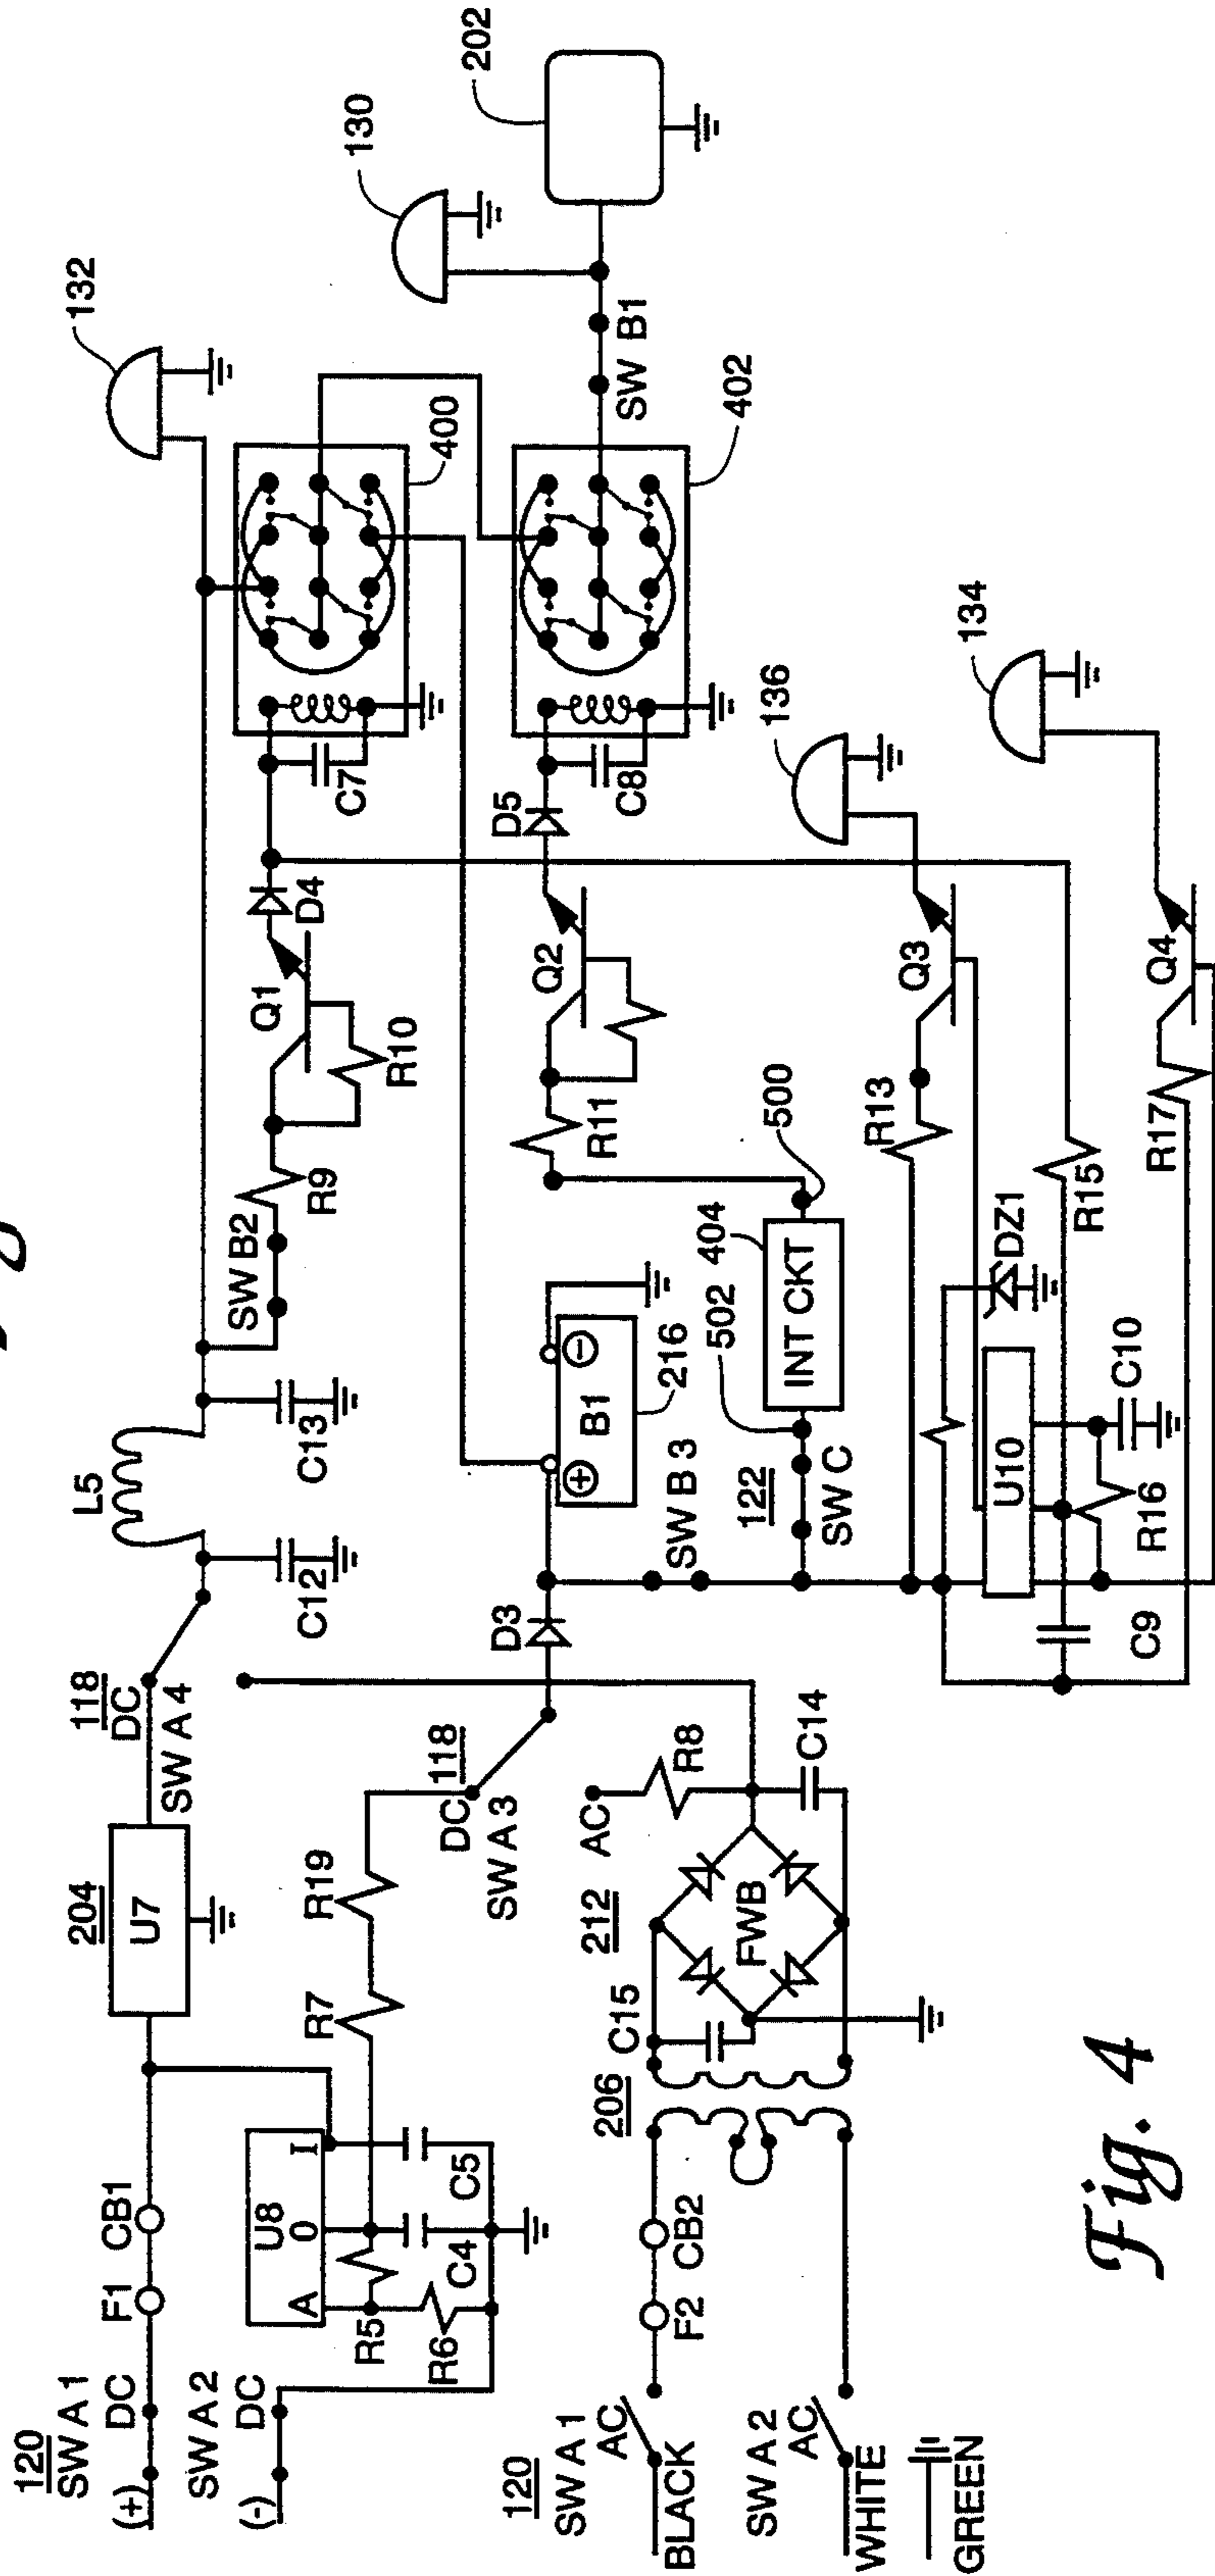 120
SW A 1
DC
(+)
F1
CB1
204
U7
118
DC
SW A 4
L5
C12
C13
SW B2
R9
R10
Q1
D4
C7
400
132
130
202
SW A 2
DC
(-)
U8
A
O
I
R5
R6
C4
C5
R7
R19
118
DC
SW A 3
D3
B1
+
-
216
R11
Q2
D5
C8
402
SW B1
SW B 3
122
SW C
502
INT CKT
404
500
120
SW A 1
AC
BLACK
F2
CB2
206
C15
212
FWB
AC
R8
C14
SW A 2
AC
WHITE
GREEN
C9
U10
R16
C10
DZ1
R15
R13
Q3
136
R17
Q4
134
Fig. 4